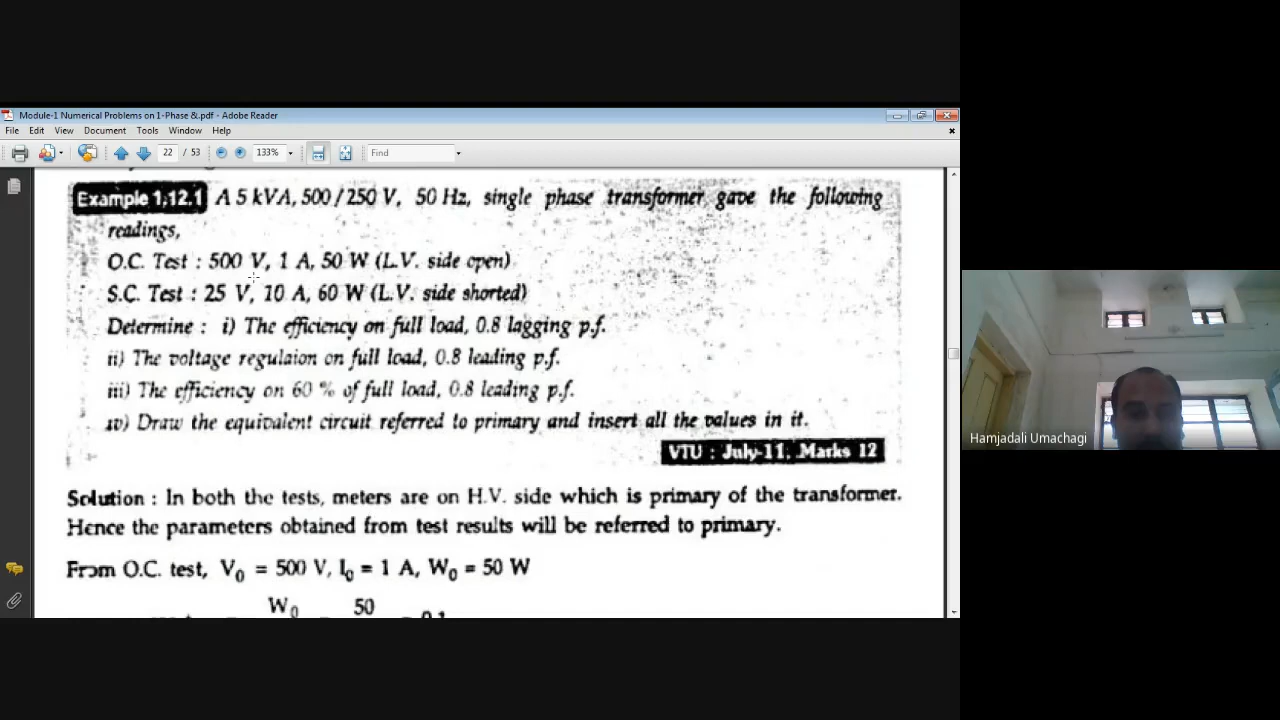 Module-1 Numerical Problems on 1-Phase &.pdf - Adobe Reader
File Edit View Document Tools Window Help
22 / 53 133% Find
Example 1.12.1 A 5 kVA, 500/250 V, 50 Hz, single phase transformer gave the following
readings,
O.C. Test : 500 V, 1 A, 50 W (L.V. side open)
S.C. Test : 25 V, 10 A, 60 W (L.V. side shorted)
Determine : i) The efficiency on full load, 0.8 lagging p.f.
ii) The voltage regulaion on full load, 0.8 leading p.f.
iii) The efficiency on 60 % of full load, 0.8 leading p.f.
iv) Draw the equivalent circuit referred to primary and insert all the values in it.
VTU : July-11, Marks 12
Solution : In both the tests, meters are on H.V. side which is primary of the transformer.
Hence the parameters obtained from test results will be referred to primary.
From O.C. test, V₀ = 500 V, I₀ = 1 A, W₀ = 50 W
W₀ 50
Hamjadali Umachagi